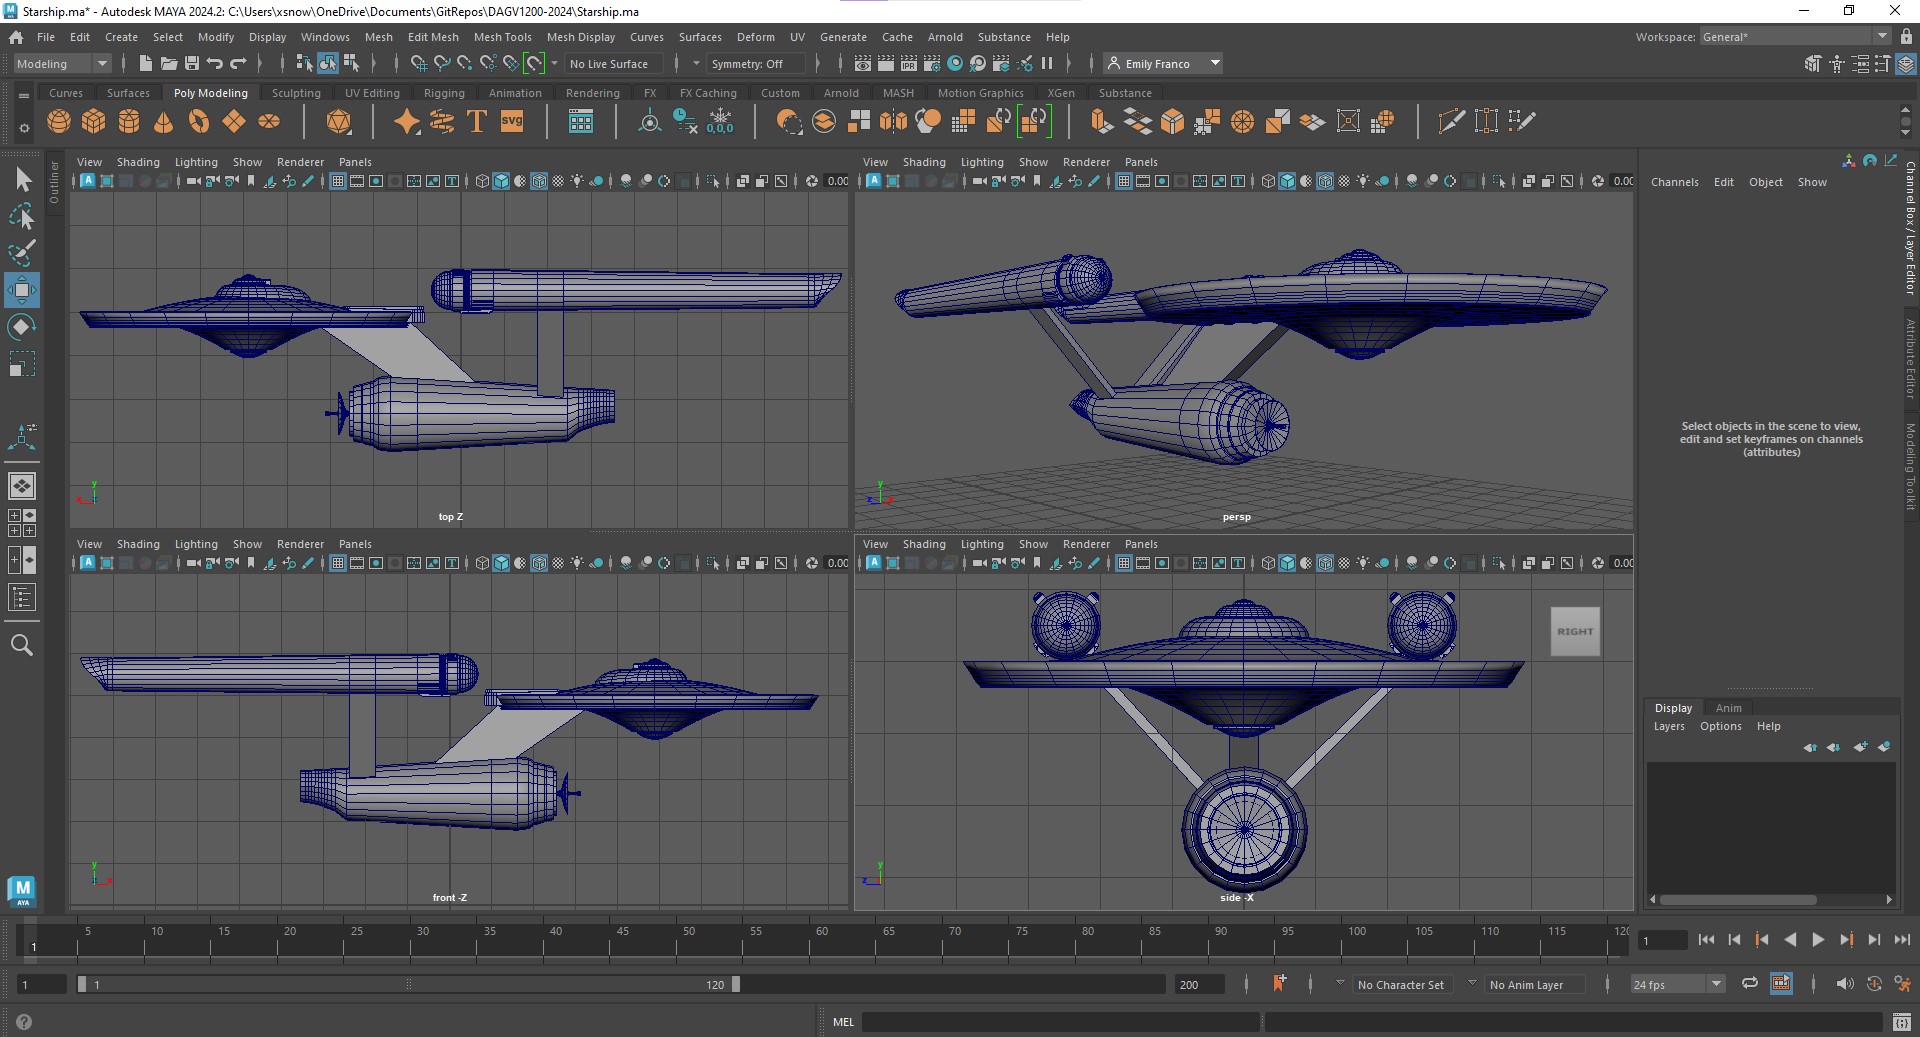 Starship.ma* - Autodesk MAYA 2024.2: C:\Users\xsnow\OneDrive\Documents\GitRepos\DAGV1200-2024\Starship.ma
File Edit Create Select Modify Display Windows Mesh Edit Mesh Mesh Tools Mesh Display Curves Surfaces Deform UV Generate Cache Arnold Substance Help Workspace: General*
Modeling No Live Surface Symmetry: Off IPR Emily Franco
Curves Surfaces Poly Modeling Sculpting UV Editing Rigging Animation Rendering FX FX Caching Custom Arnold MASH Motion Graphics XGen Substance
T SVG 0,0,0
Outliner
View Shading Lighting Show Renderer Panels
0.00
top Z
View Shading Lighting Show Renderer Panels
0.00
persp
View Shading Lighting Show Renderer Panels
0.00
front -Z
View Shading Lighting Show Renderer Panels
0.00
RIGHT
side -X
Channels Edit Object Show
Select objects in the scene to view,
edit and set keyframes on channels
(attributes)
Channel Box / Layer Editor
Attribute Editor
Modeling Toolkit
Display Anim
Layers Options Help
M
AYA
5 10 15 20 25 30 35 40 45 50 55 60 65 70 75 80 85 90 95 100 105 110 115 120
1 1
1 1 120 200 No Character Set No Anim Layer 24 fps
MEL